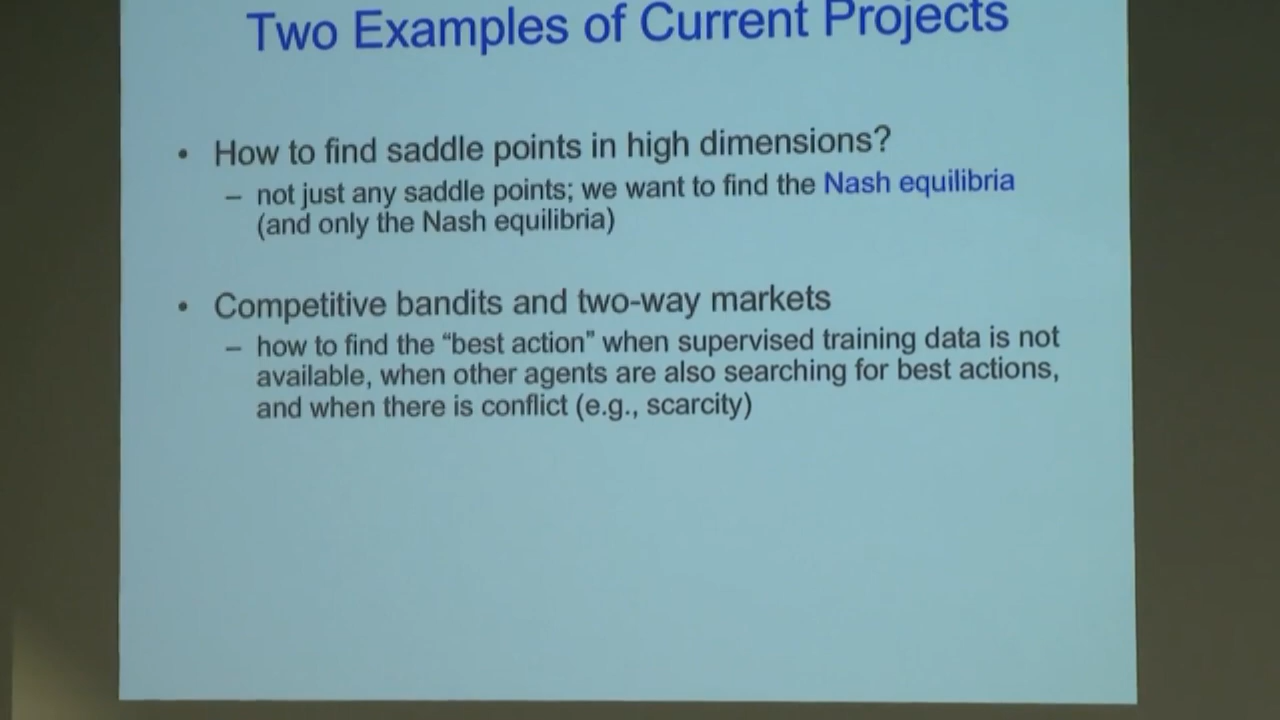 Two Examples of Current Projects
• How to find saddle points in high dimensions?
– not just any saddle points; we want to find the Nash equilibria
(and only the Nash equilibria)
• Competitive bandits and two-way markets
– how to find the “best action” when supervised training data is not
available, when other agents are also searching for best actions,
and when there is conflict (e.g., scarcity)